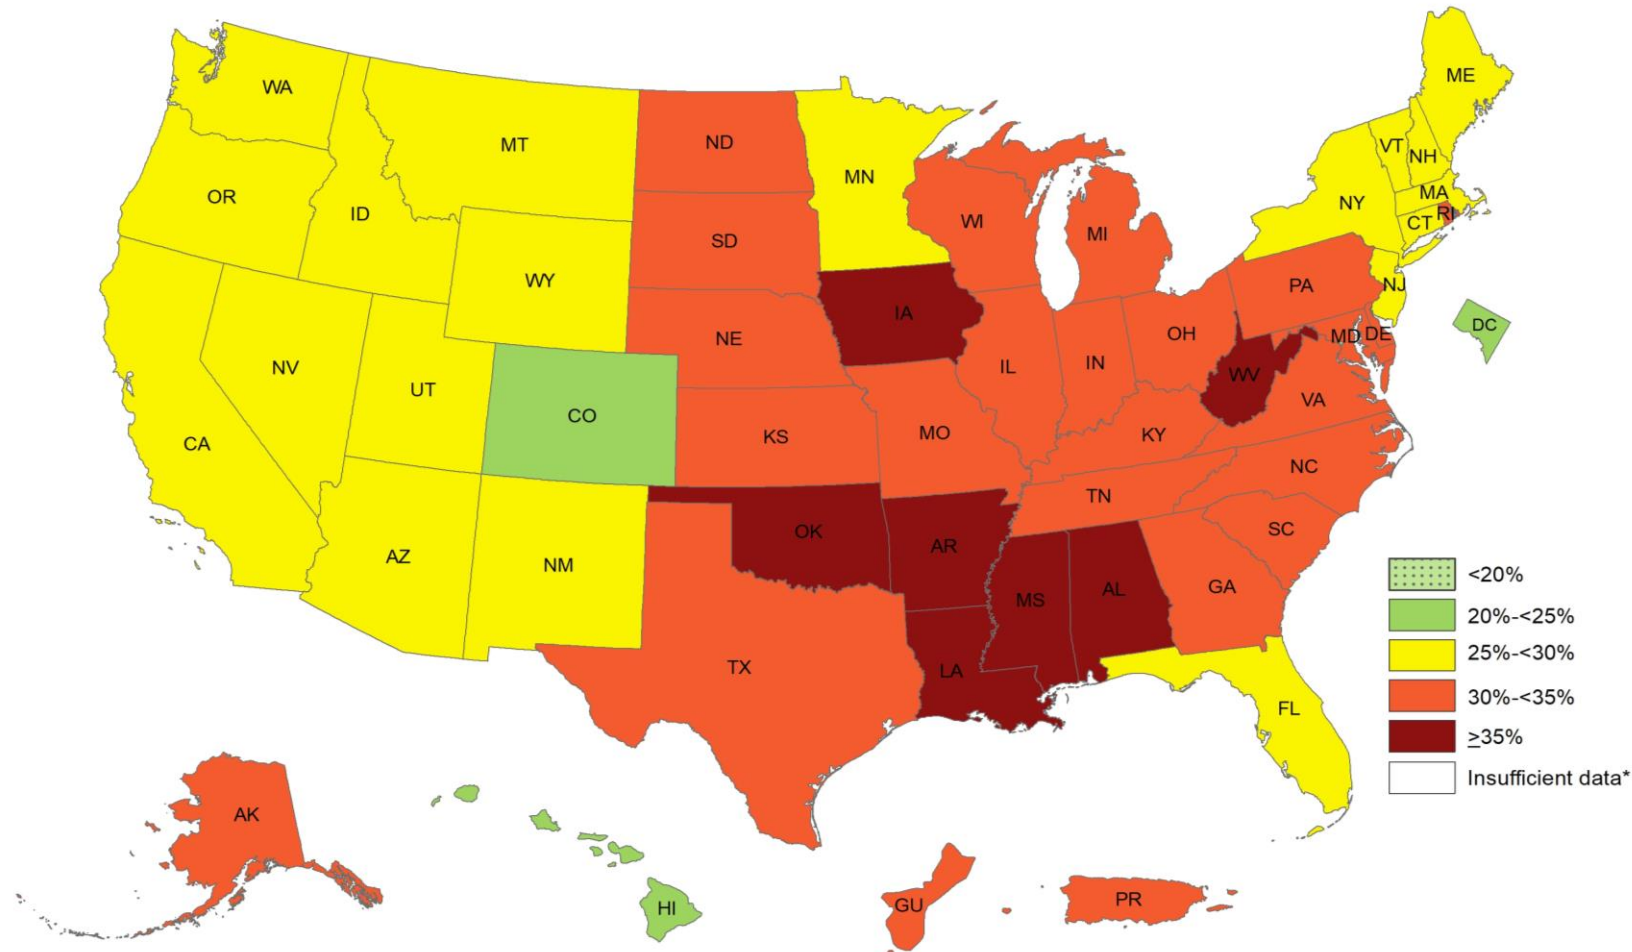 WA
MT
ND
MN
ME
OR
ID
SD
WI
MI
VT
NH
NY
MA
CT
RI
WY
IA
NE
PA
NJ
NV
UT
CO
IL
IN
OH
MD
DE
DC
WV
VA
CA
KS
MO
KY
NC
TN
AZ
NM
OK
AR
SC
MS
AL
GA
TX
LA
FL
<20%
20%-<25%
25%-<30%
30%-<35%
≥35%
Insufficient data*
AK
HI
GU
PR